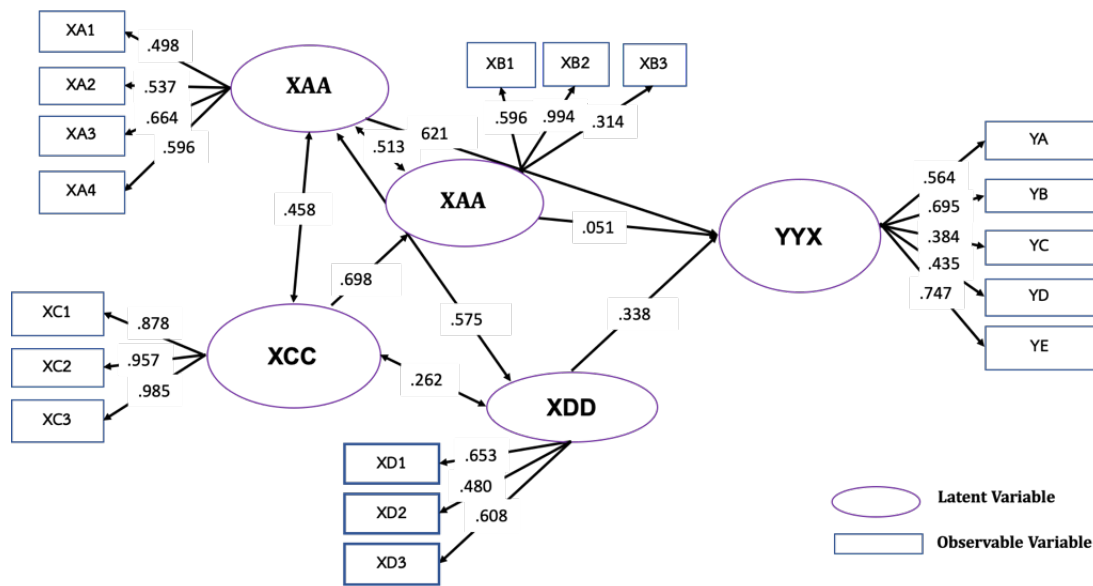 XA1
.498
XA2
.537
XA3
.664
XA4
.596
XAA
XB1
XB2
XB3
.596
.994
.314
621
.513
XAA
.051
.458
.698
.575
.338
YYX
YA
.564
YB
.695
YC
.384
YD
.435
YE
.747
XC1
.878
XC2
.957
XC3
.985
XCC
.262
XDD
XD1
.653
XD2
.480
XD3
.608
Latent Variable
Observable Variable